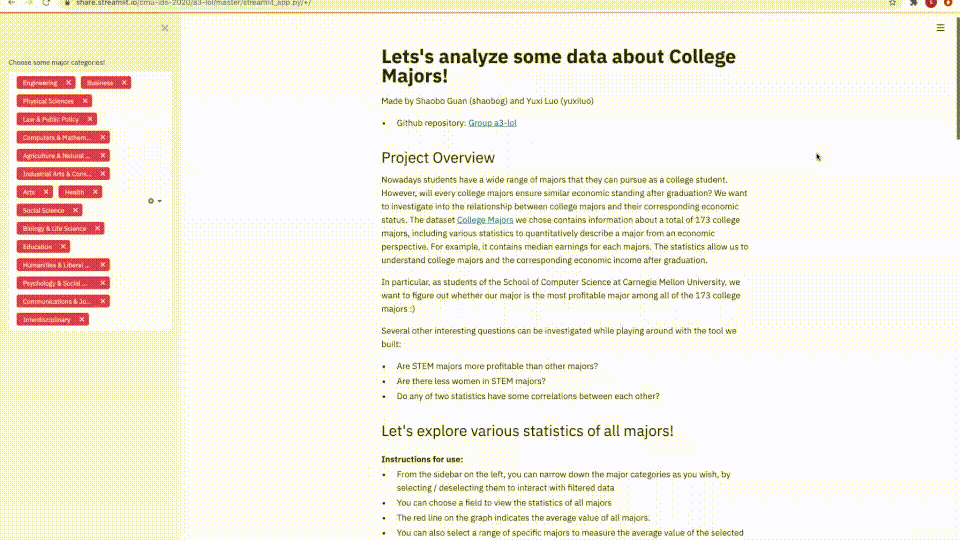 share.streamlit.io/cmu-ids-2020/a3-lol/master/streamlit_app.py/+/
Choose some major categories!
Engineering
Business
Physical Sciences
Law & Public Policy
Computers & Mathem...
Agriculture & Natural ...
Industrial Arts & Cons...
Arts
Health
Social Science
Biology & Life Science
Education
Humanities & Liberal ...
Psychology & Social ...
Communications & Jo...
Interdisciplinary
Lets's analyze some data about College
Majors!
Made by Shaobo Guan (shaobog) and Yuxi Luo (yuxiluo)
• Github repository: Group a3-lol
Project Overview
Nowadays students have a wide range of majors that they can pursue as a college student.
However, will every college majors ensure similar economic standing after graduation? We want
to investigate into the relationship between college majors and their corresponding economic
status. The dataset College Majors we chose contains information about a total of 173 college
majors, including various statistics to quantitatively describe a major from an economic
perspective. For example, it contains median earnings for each majors. The statistics allow us to
understand college majors and the corresponding economic income after graduation.
In particular, as students of the School of Computer Science at Carnegie Mellon University, we
want to figure out whether our major is the most profitable major among all of the 173 college
majors :)
Several other interesting questions can be investigated while playing around with the tool we
built:
• Are STEM majors more profitable than other majors?
• Are there less women in STEM majors?
• Do any of two statistics have some correlations between each other?
Let's explore various statistics of all majors!
Instructions for use:
• From the sidebar on the left, you can narrow down the major categories as you wish, by
selecting / deselecting them to interact with filtered data
• You can choose a field to view the statistics of all majors
• The red line on the graph indicates the average value of all majors.
• You can also select a range of specific majors to measure the average value of the selected